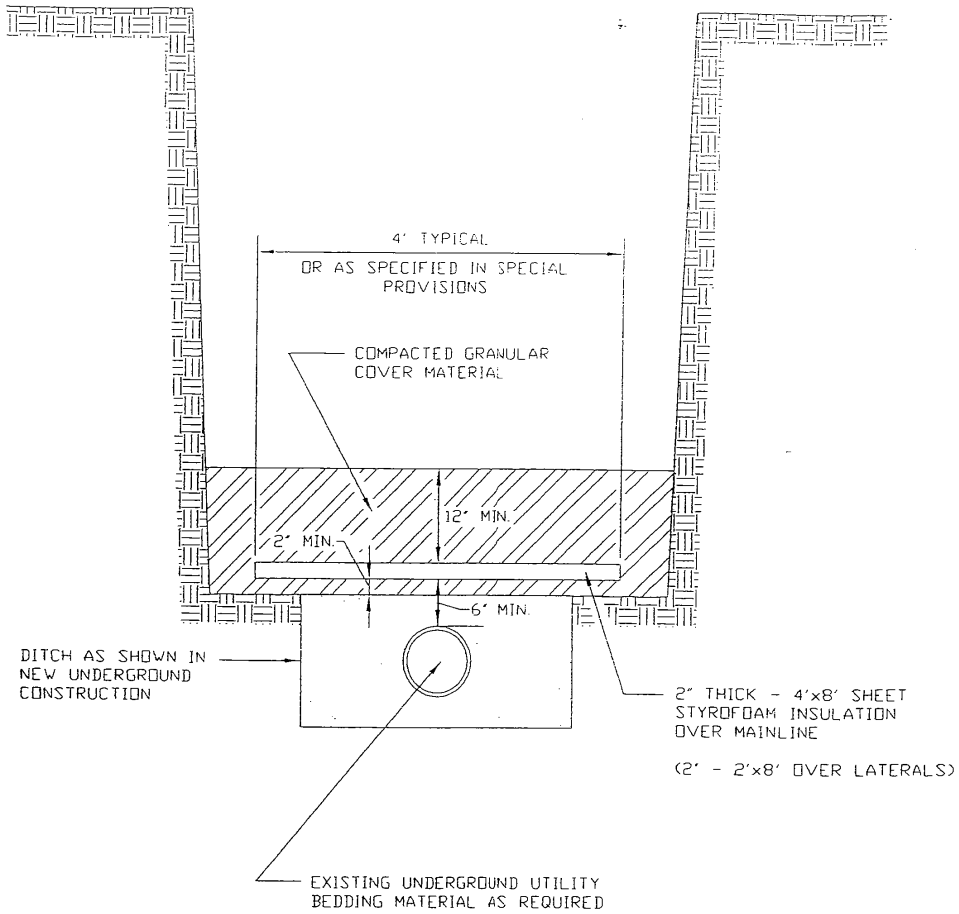 4' TYPICAL
OR AS SPECIFIED IN SPECIAL
PROVISIONS
COMPACTED GRANULAR
COVER MATERIAL
12" MIN.
2" MIN.
6" MIN.
DITCH AS SHOWN IN
NEW UNDERGROUND
CONSTRUCTION
2" THICK - 4'x8' SHEET
STYROFOAM INSULATION
OVER MAINLINE
(2" - 2'x8' OVER LATERALS)
EXISTING UNDERGROUND UTILITY
BEDDING MATERIAL AS REQUIRED